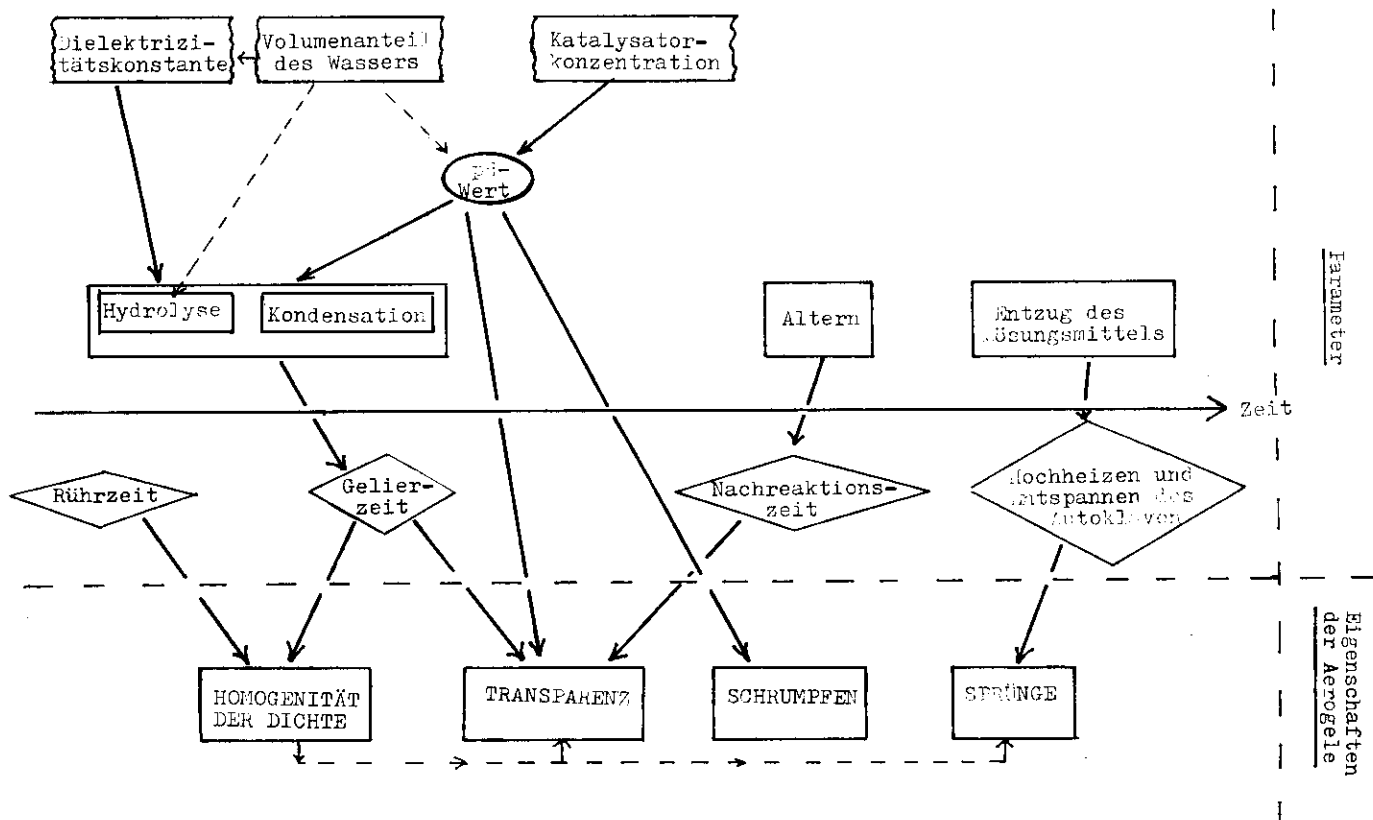 Dielektrizi-
tätskonstante
Volumenanteil
des Wassers
Katalysator-
konzentration
pH-
Wert
Hydrolyse
Kondensation
Altern
Entzug des
Lösungsmittels
Parameter
Zeit
Rührzeit
Gelier-
zeit
Nachreaktions-
zeit
Hochheizen und
Entspannen des
Autoklaven
HOMOGENITÄT
DER DICHTE
TRANSPARENZ
SCHRUMPFEN
SPRÜNGE
Eigenschaften
der Aerogele